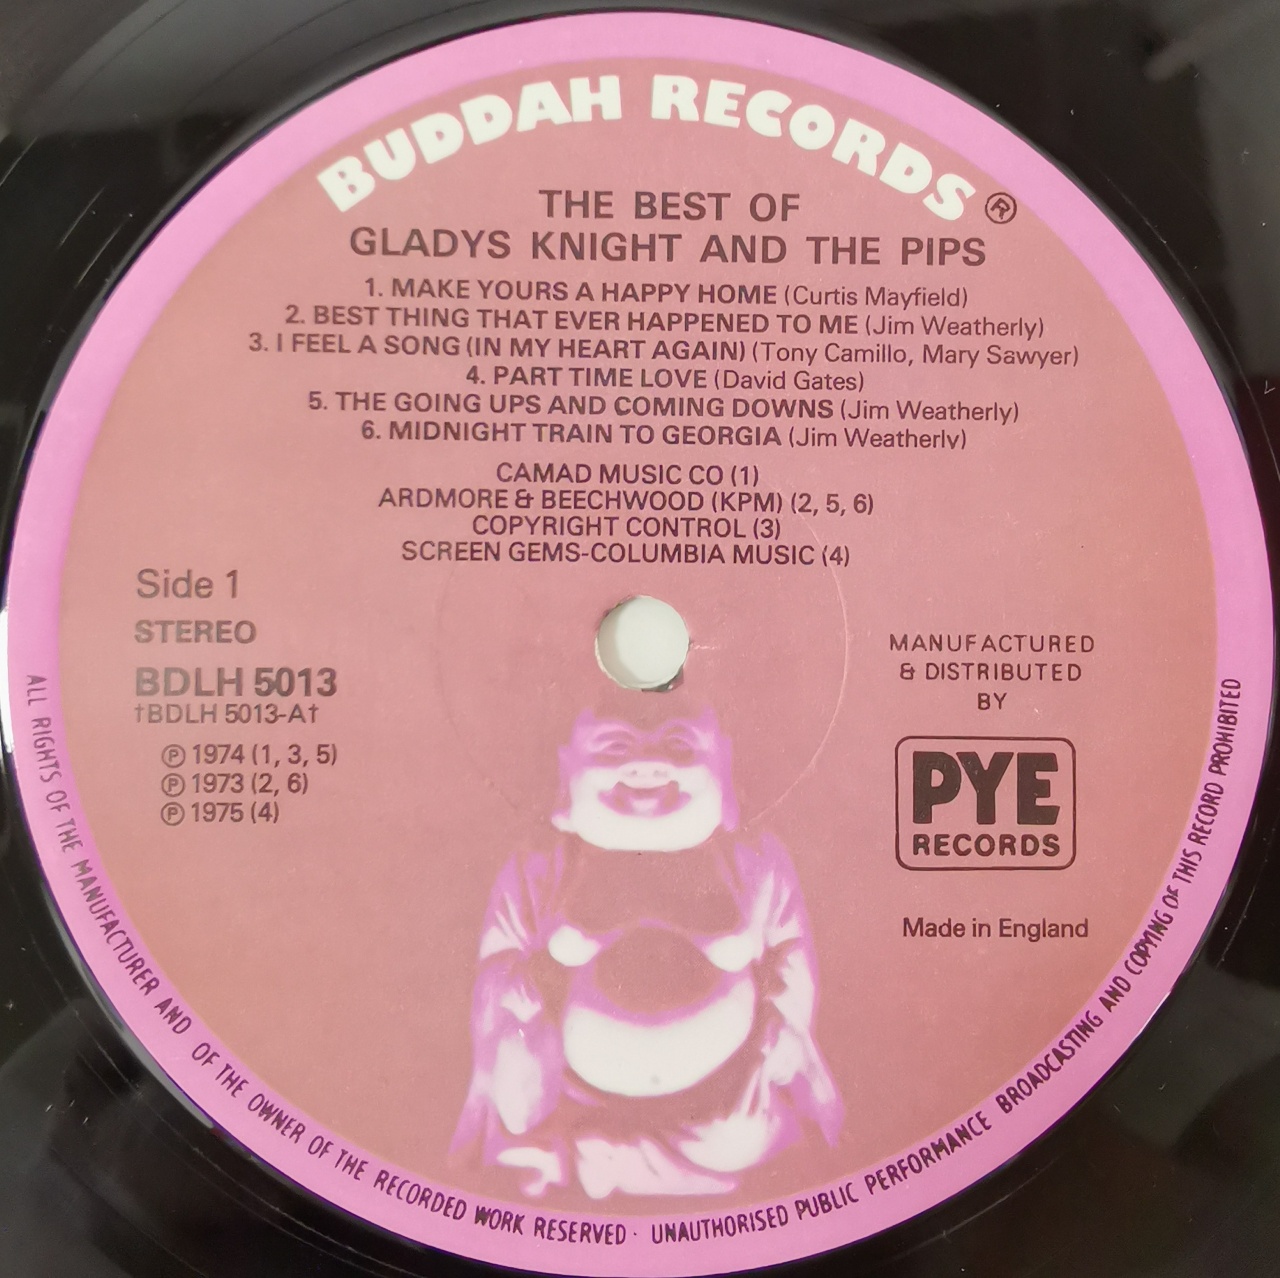 BUDDAH RECORDS ®
THE BEST OF
GLADYS KNIGHT AND THE PIPS
1. MAKE YOURS A HAPPY HOME (Curtis Mayfield)
2. BEST THING THAT EVER HAPPENED TO ME (Jim Weatherly)
3. I FEEL A SONG (IN MY HEART AGAIN) (Tony Camillo, Mary Sawyer)
4. PART TIME LOVE (David Gates)
5. THE GOING UPS AND COMING DOWNS (Jim Weatherly)
6. MIDNIGHT TRAIN TO GEORGIA (Jim Weatherly)
CAMAD MUSIC CO (1)
ARDMORE & BEECHWOOD (KPM) (2, 5, 6)
COPYRIGHT CONTROL (3)
SCREEN GEMS-COLUMBIA MUSIC (4)
Side 1
STEREO
BDLH 5013
†BDLH 5013-A†
℗ 1974 (1, 3, 5)
℗ 1973 (2, 6)
℗ 1975 (4)
MANUFACTURED
& DISTRIBUTED
BY
PYE
RECORDS
Made in England
ALL RIGHTS OF THE MANUFACTURER AND OF THE OWNER OF THE RECORDED WORK RESERVED · UNAUTHORISED PUBLIC PERFORMANCE BROADCASTING AND COPYING OF THIS RECORD PROHIBITED